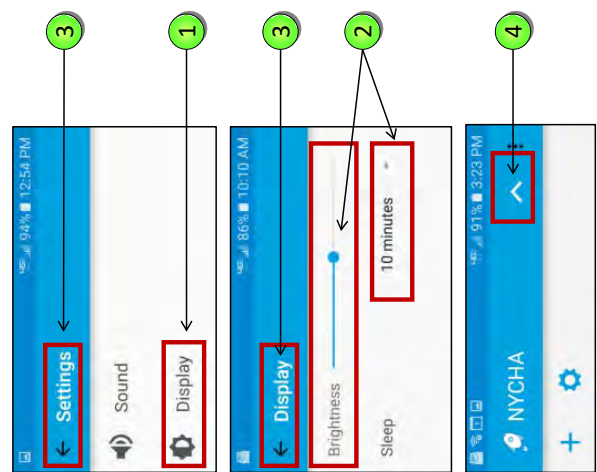 94% 12:54 PM
Settings
Sound
Display
3
1
86% 10:10 AM
Display
Brightness
Sleep
10 minutes
3
2
91% 3:23 PM
NYCHA
4